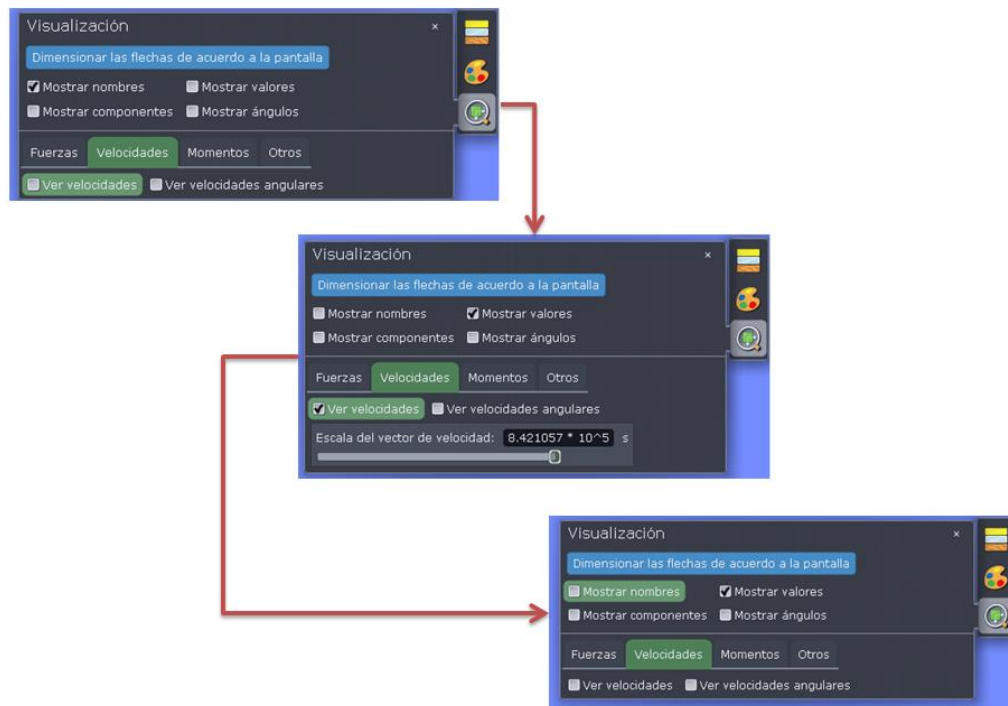 Visualización ×
Dimensionar las flechas de acuerdo a la pantalla
Mostrar nombres Mostrar valores
Mostrar componentes Mostrar ángulos
Fuerzas Velocidades Momentos Otros
Ver velocidades Ver velocidades angulares
Visualización ×
Dimensionar las flechas de acuerdo a la pantalla
Mostrar nombres Mostrar valores
Mostrar componentes Mostrar ángulos
Fuerzas Velocidades Momentos Otros
Ver velocidades Ver velocidades angulares
Escala del vector de velocidad: 8.421057 * 10^5 s
Visualización ×
Dimensionar las flechas de acuerdo a la pantalla
Mostrar nombres Mostrar valores
Mostrar componentes Mostrar ángulos
Fuerzas Velocidades Momentos Otros
Ver velocidades Ver velocidades angulares